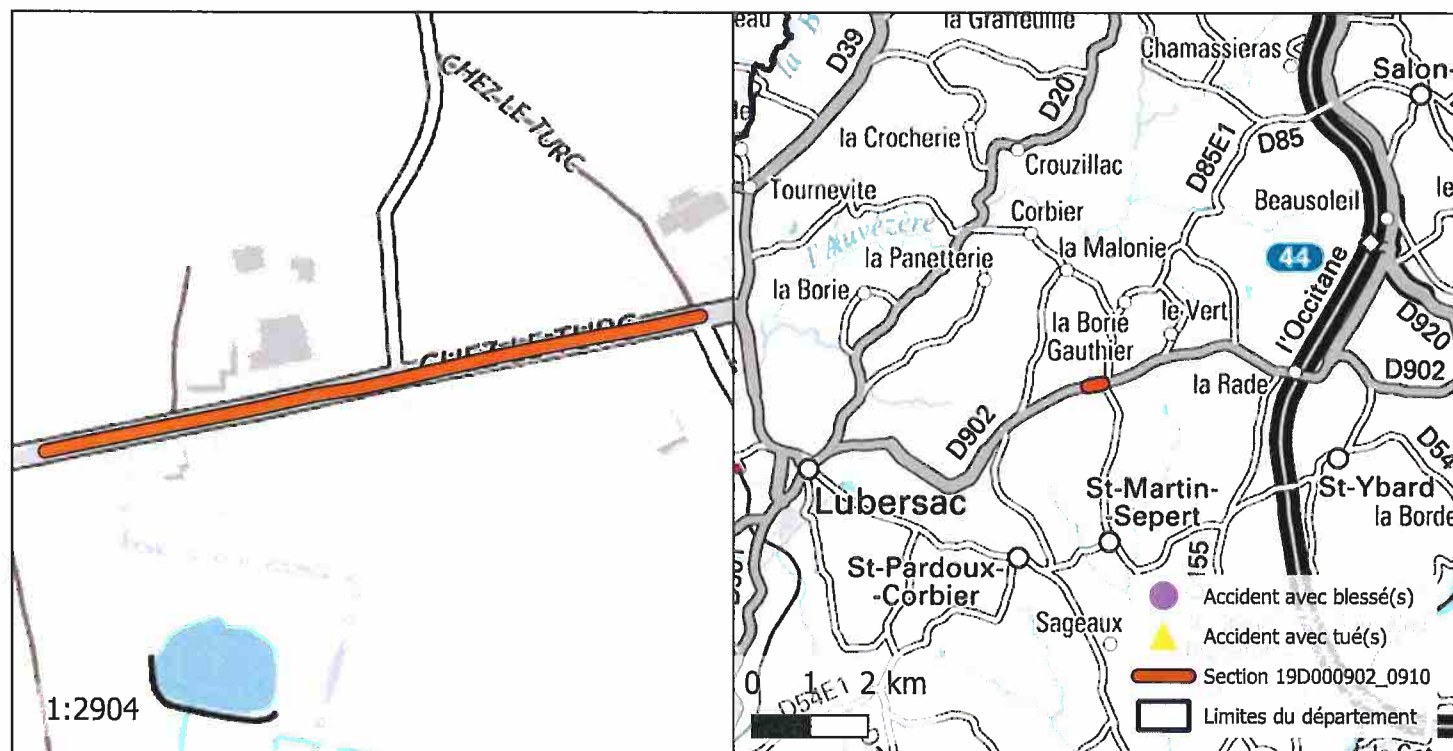 CHEZ-LE-TURC
CHEZ-LE-TURC
1:2904
la Graffeuille
D39
D20
Chamassieras
Salon-
la Crocherie
Crouzillac
D85E1
D85
Tournevite
Corbier
Beausoleil
le
l'Auvézère
la Malonie
la Panetterie
44
l'Occitane
la Borie
le Vert
la Borie
Gauthier
D920
D902
la Rade
D902
D54
Lubersac
St-Martin-
-Sepert
St-Ybard
la Borde
St-Pardoux-
-Corbier
Sageaux
D54E1
0 1 2 km
Accident avec blessé(s)
Accident avec tué(s)
Section 19D000902_0910
Limites du département